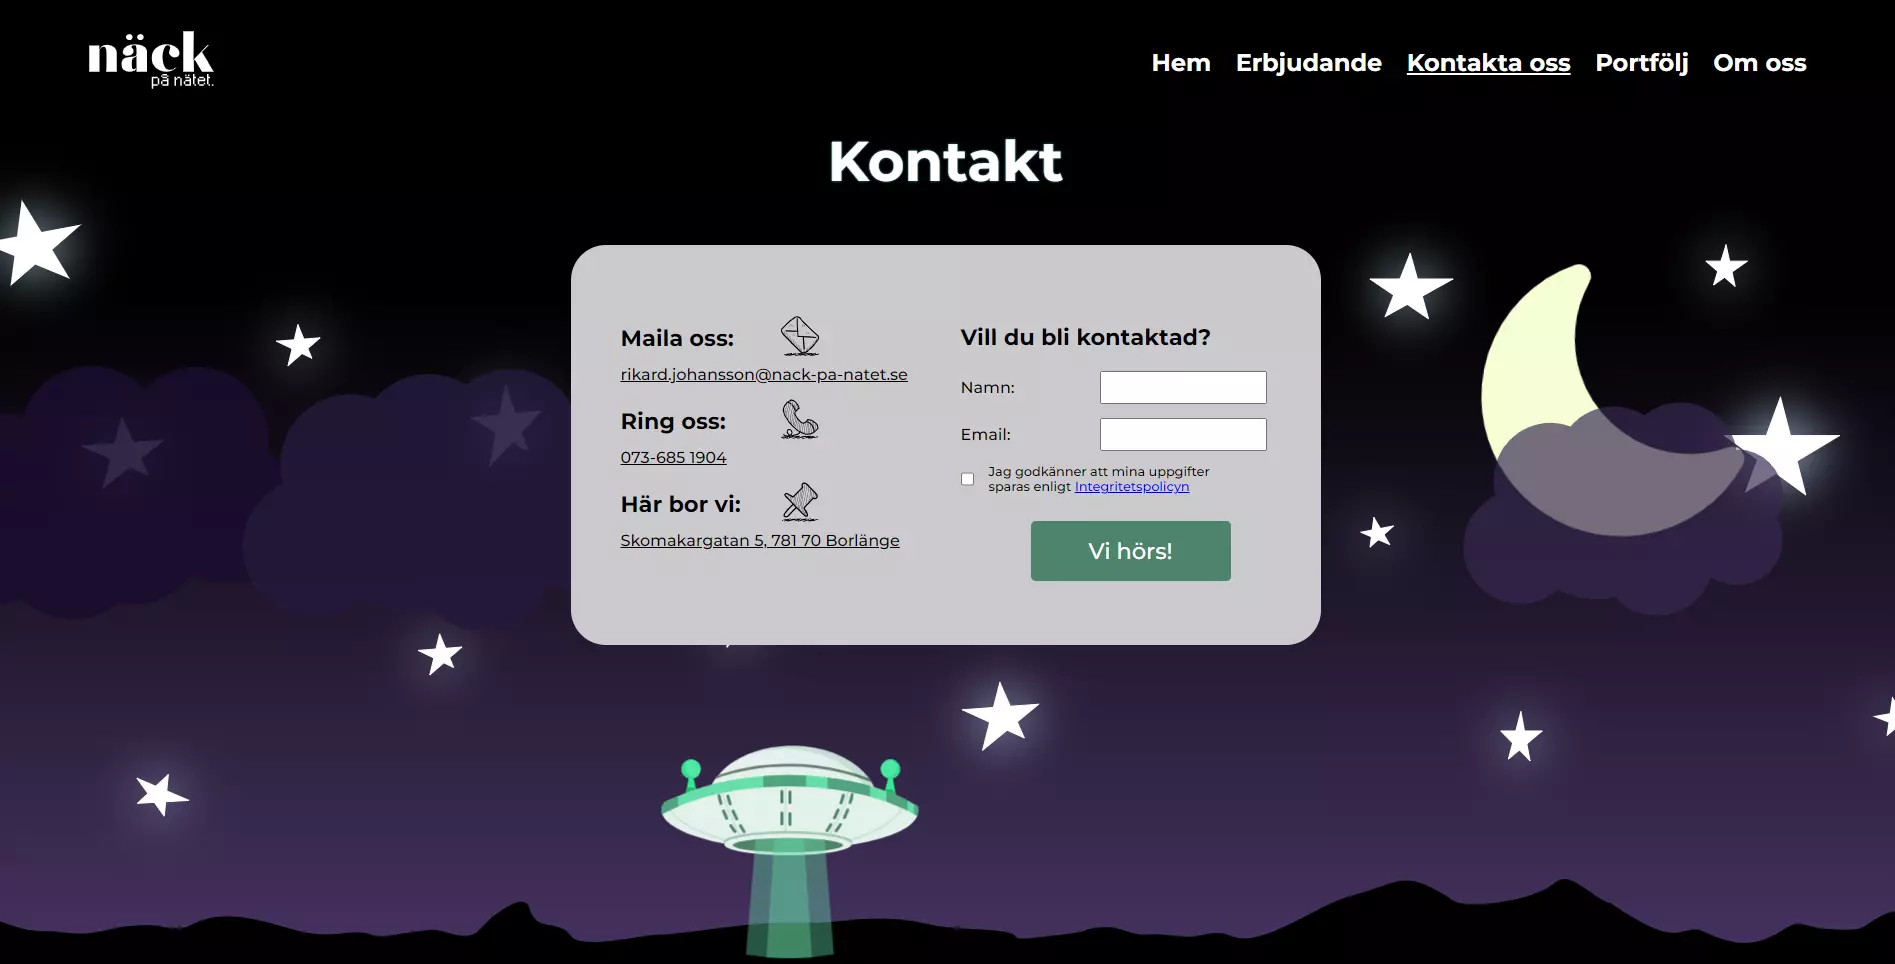 näck
på nätet.
Hem Erbjudande Kontakta oss Portfölj Om oss
Kontakt
Maila oss:
rikard.johansson@nack-pa-natet.se
Ring oss:
073-685 1904
Här bor vi:
Skomakargatan 5, 781 70 Borlänge
Vill du bli kontaktad?
Namn:
Email:
Jag godkänner att mina uppgifter
sparas enligt Integritetspolicyn
Vi hörs!